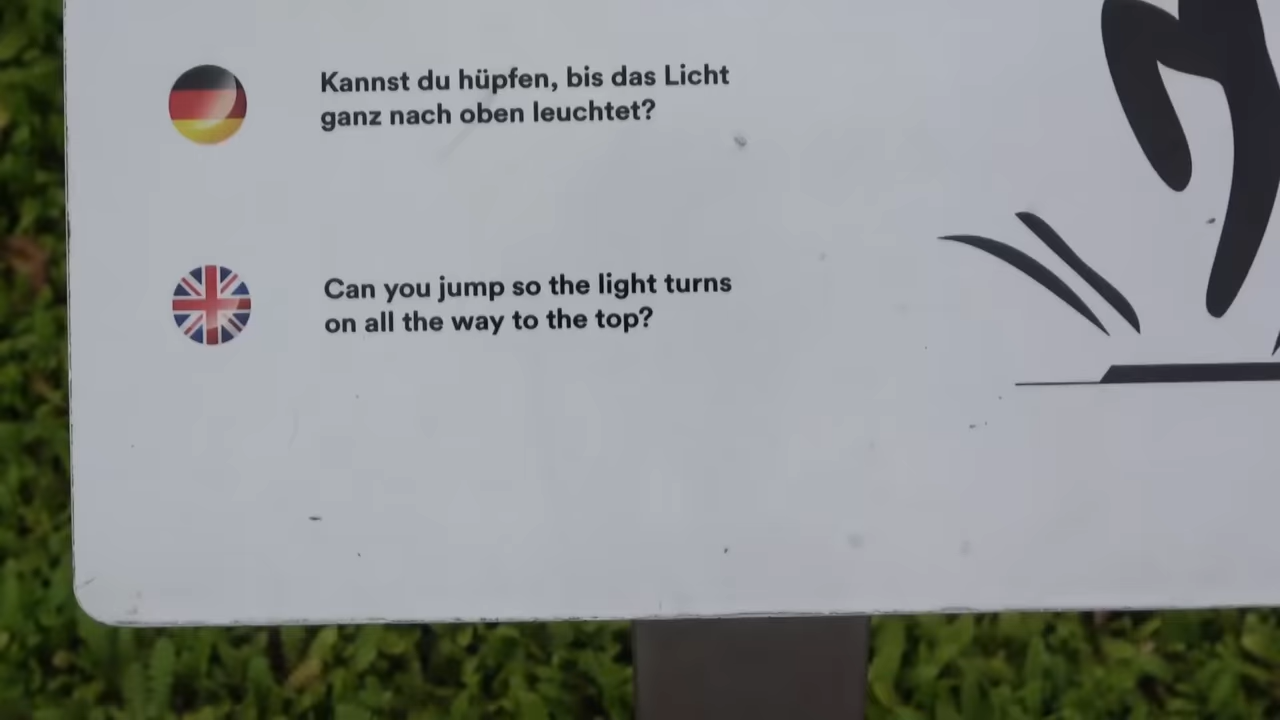 Kannst du hüpfen, bis das Licht
ganz nach oben leuchtet?
Can you jump so the light turns
on all the way to the top?